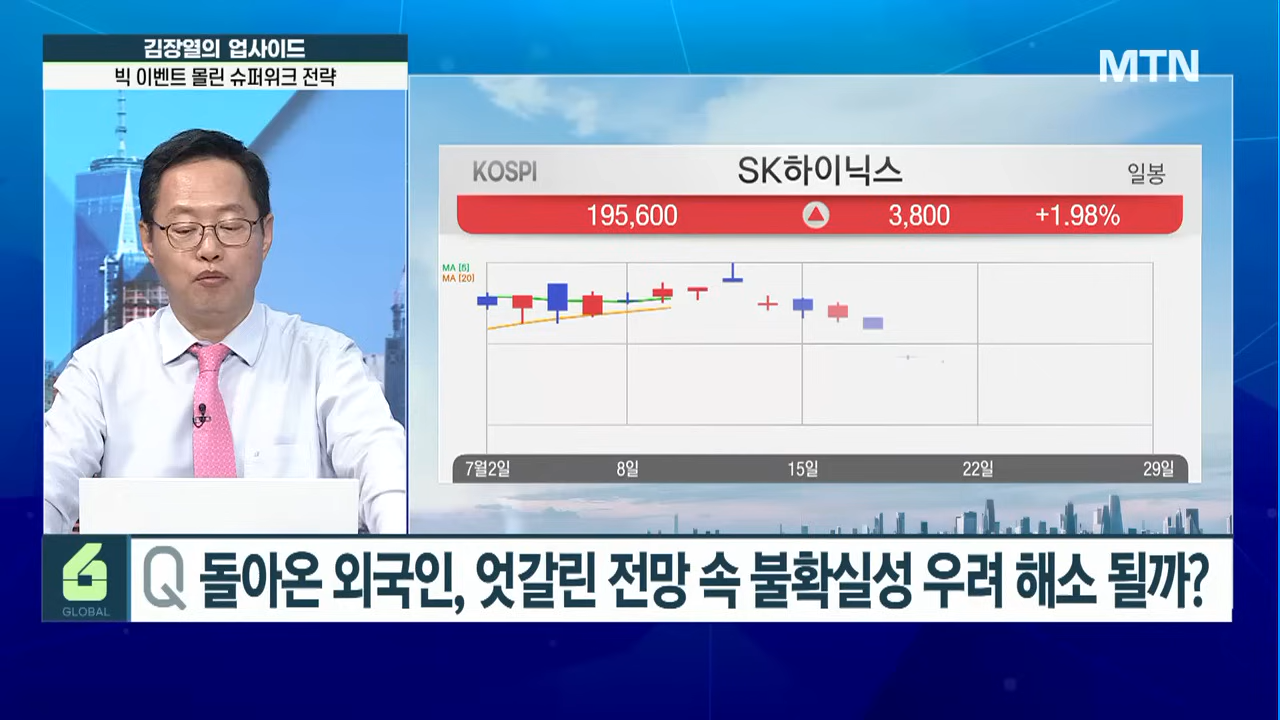 김장열의 업사이드
빅 이벤트 몰린 슈퍼위크 전략
MTN
KOSPI
SK하이닉스
일봉
195,600
3,800
+1.98%
MA [5]
MA [20]
7월2일
8일
15일
22일
29일
GLOBAL
Q 돌아온 외국인, 엇갈린 전망 속 불확실성 우려 해소 될까?